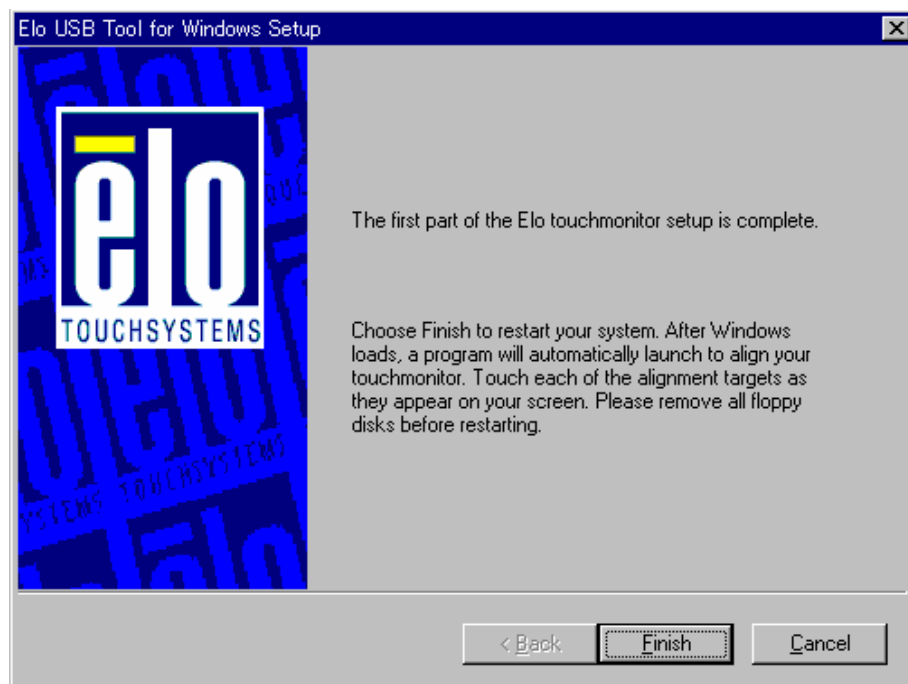 Elo USB Tool for Windows Setup
ēlo
TOUCHSYSTEMS
The first part of the Elo touchmonitor setup is complete.
Choose Finish to restart your system. After Windows
loads, a program will automatically launch to align your
touchmonitor. Touch each of the alignment targets as
they appear on your screen. Please remove all floppy
disks before restarting.
< Back
Finish
Cancel